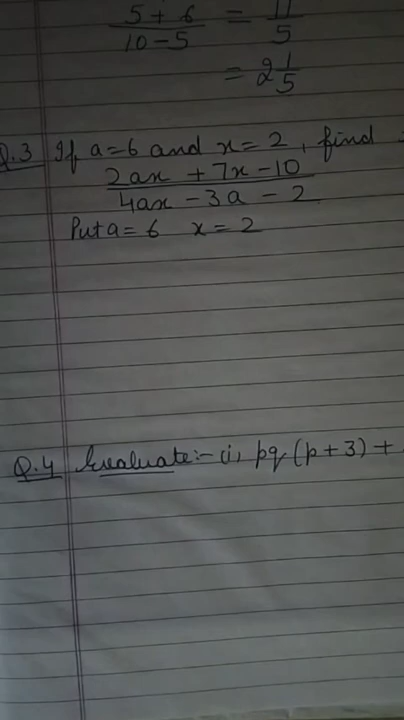 5 + 6 / 10 - 5 = 11 / 5
= 2 1/5
Q.3 If a=6 and x=2, find
2ax + 7x - 10
4ax - 3a - 2
Put a = 6 x = 2
Q.4 Evaluate:- (i) pq (p+3) +